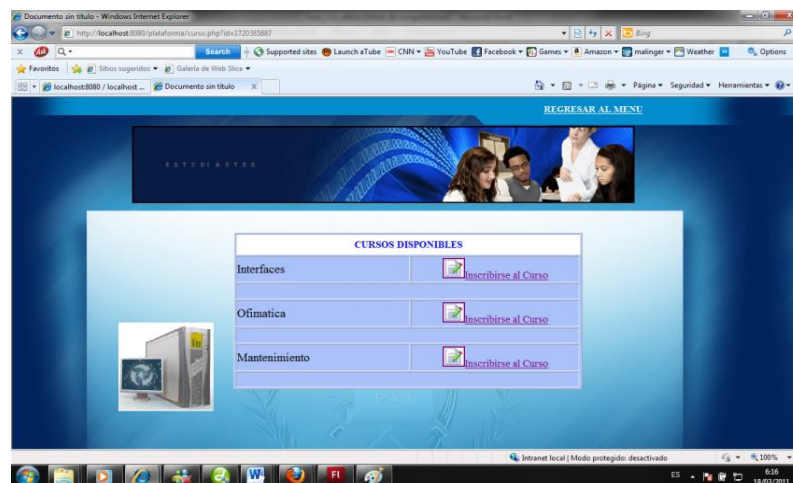 Documento sin título - Windows Internet Explorer
http://localhost:8080/plataforma/curso.php?id=1720385887
Bing
x Search Supported sites Launch aTube CNN YouTube Facebook Games Amazon malinger Weather Options
Favoritos Sitios sugeridos Galería de Web Slice
localhost:8080 / localhost ... Documento sin título X Página Seguridad Herramientas
REGRESAR AL MENU
ESTUDIANTES
CURSOS DISPONIBLES
Interfaces Inscribirse al Curso
Ofimatica Inscribirse al Curso
Mantenimiento Inscribirse al Curso
Intranet local | Modo protegido: desactivado 100%
ES 6:16
18/03/2011